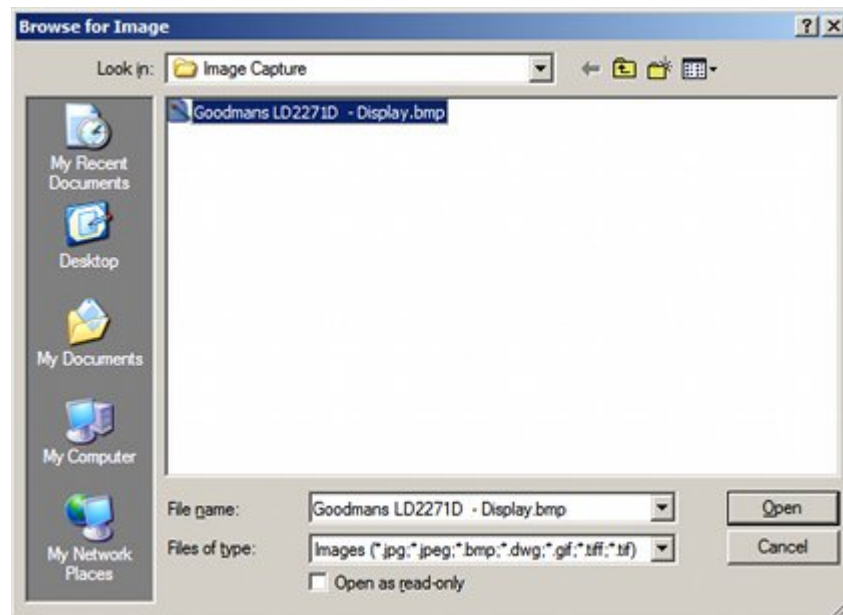 Browse for Image
Look in: Image Capture
Goodmans LD2271D - Display.bmp
My Recent
Documents
Desktop
My Documents
My Computer
My Network
Places
File name: Goodmans LD2271D - Display.bmp Open
Files of type: Images (*.jpg;*.jpeg;*.bmp;*.dwg;*.gif;*.tiff;*.tif) Cancel
Open as read-only